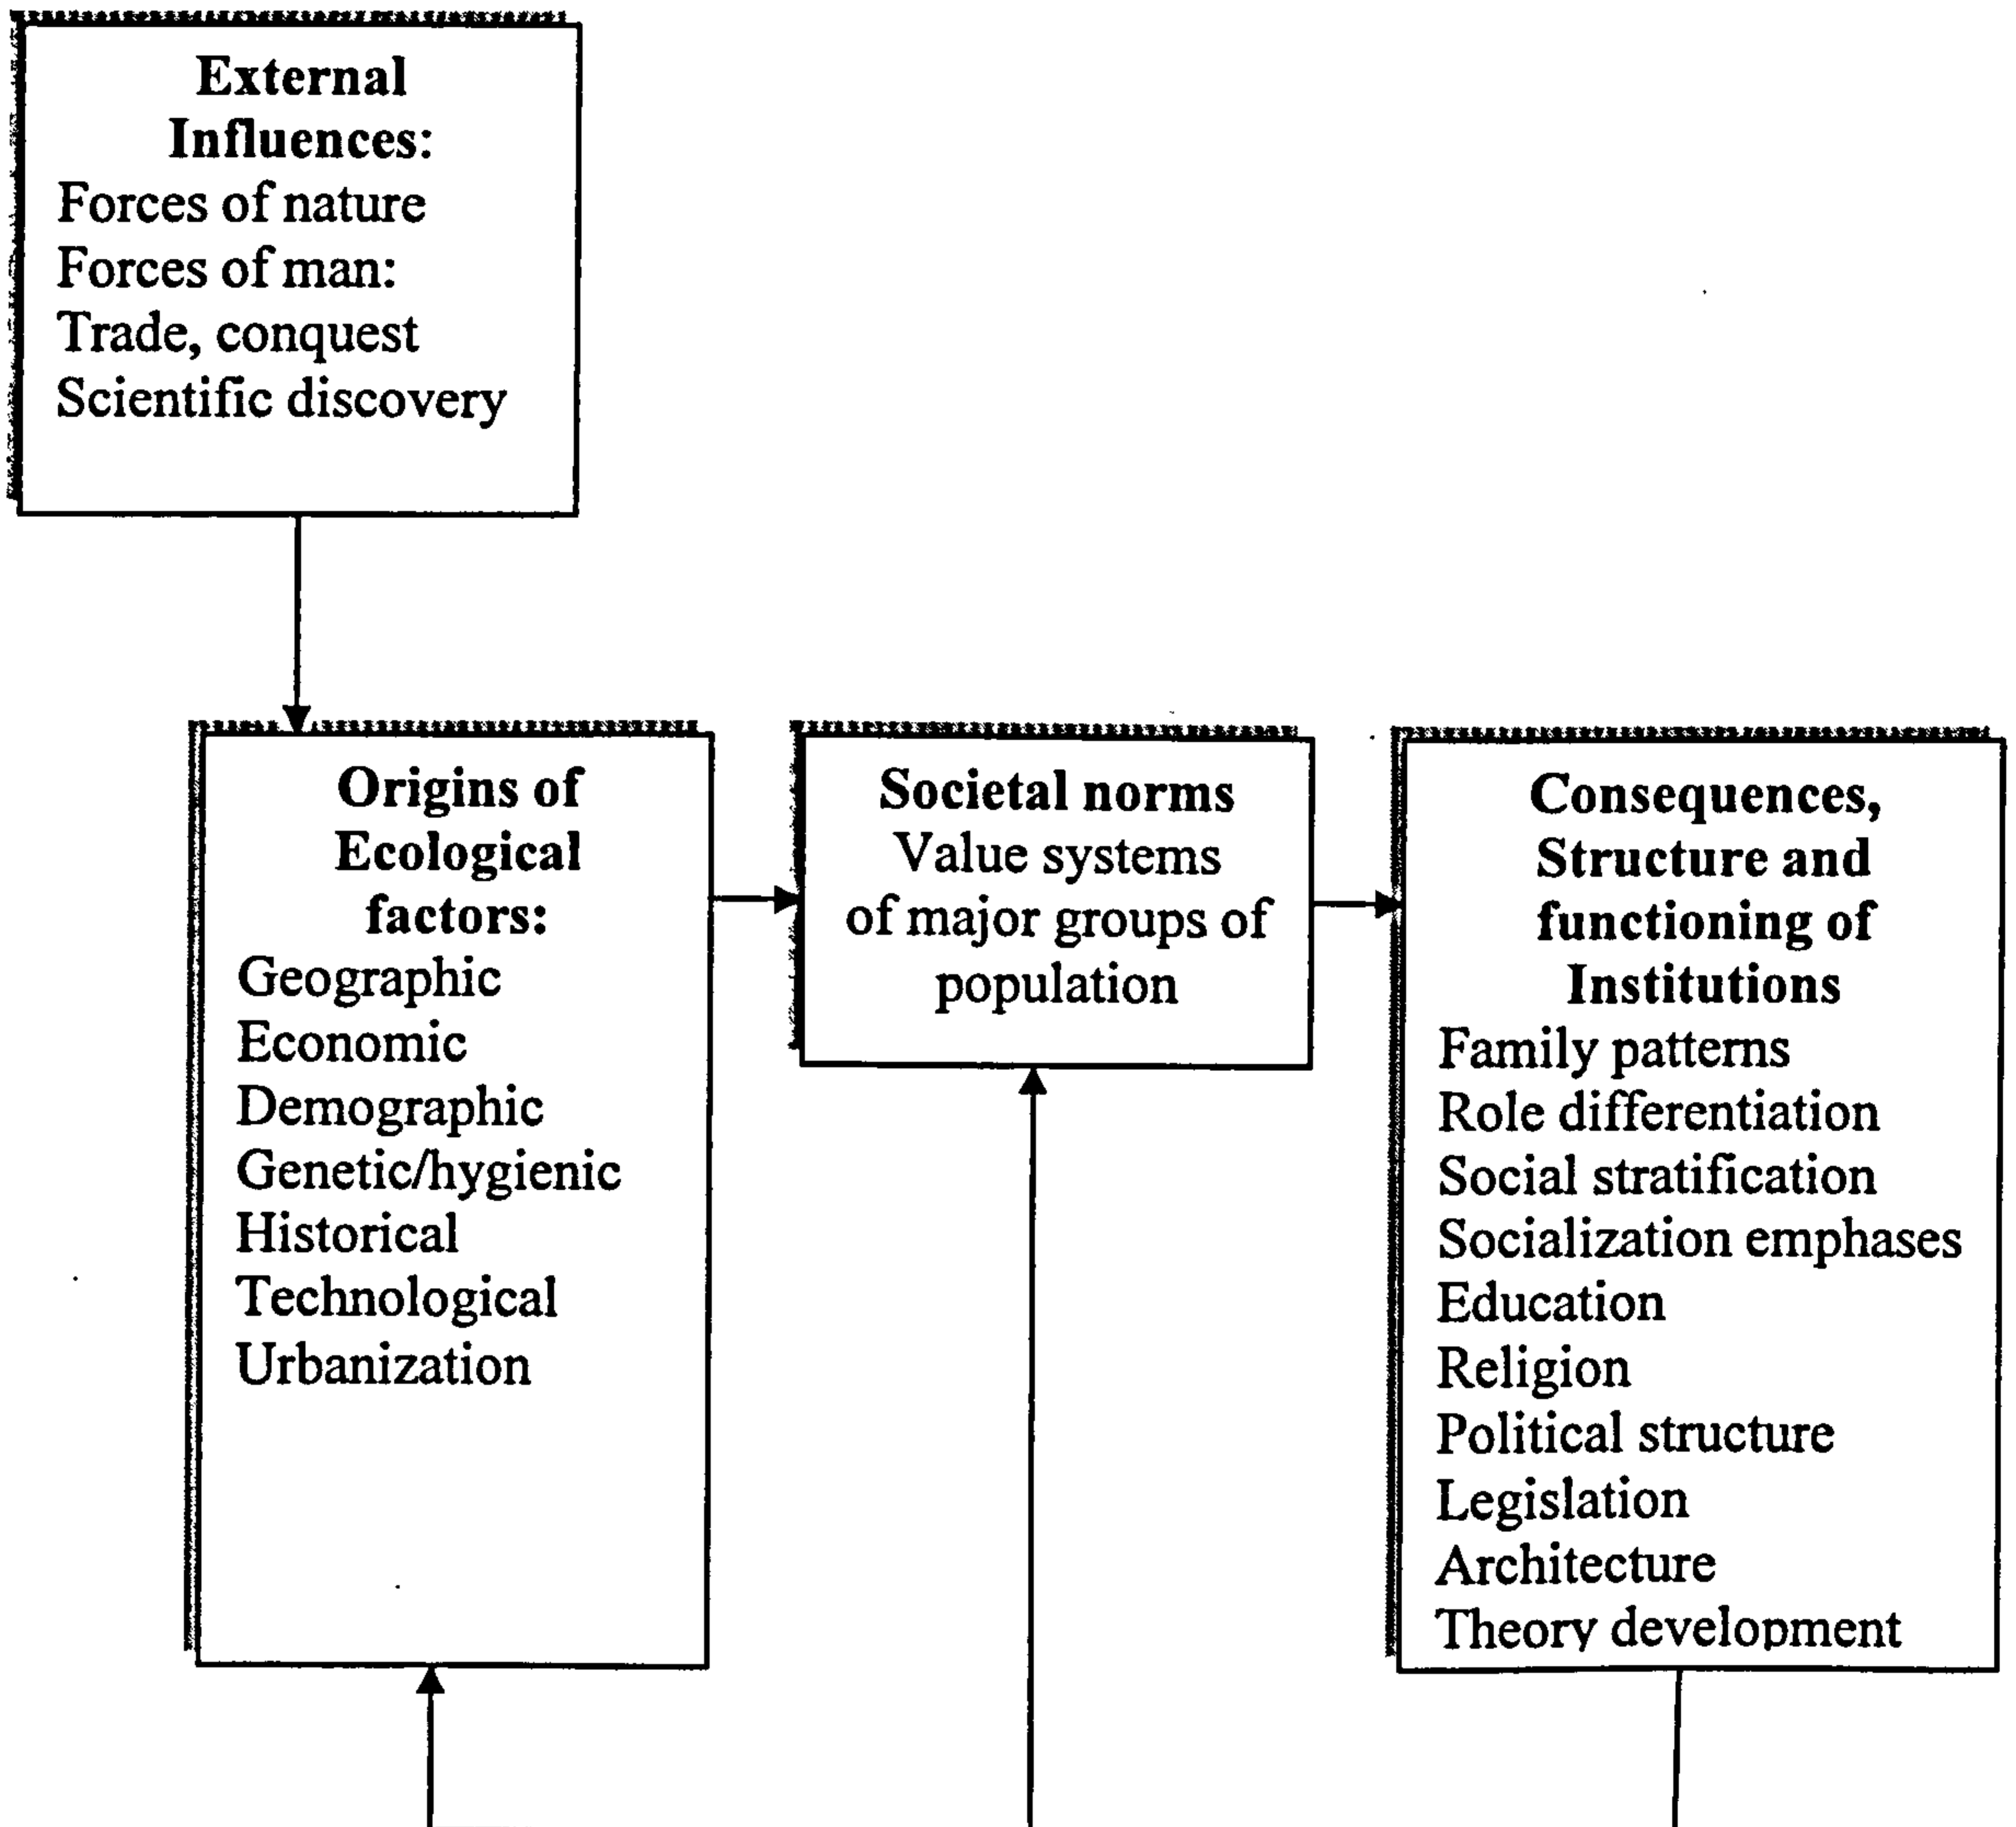 External
Influences:
Forces of nature
Forces of man:
Trade, conquest
Scientific discovery
Origins of
Ecological
factors:
Geographic
Economic
Demographic
Genetic/hygienic
Historical
Technological
Urbanization
Societal norms
Value systems
of major groups of
population
Consequences,
Structure and
functioning of
Institutions
Family patterns
Role differentiation
Social stratification
Socialization emphases
Education
Religion
Political structure
Legislation
Architecture
Theory development